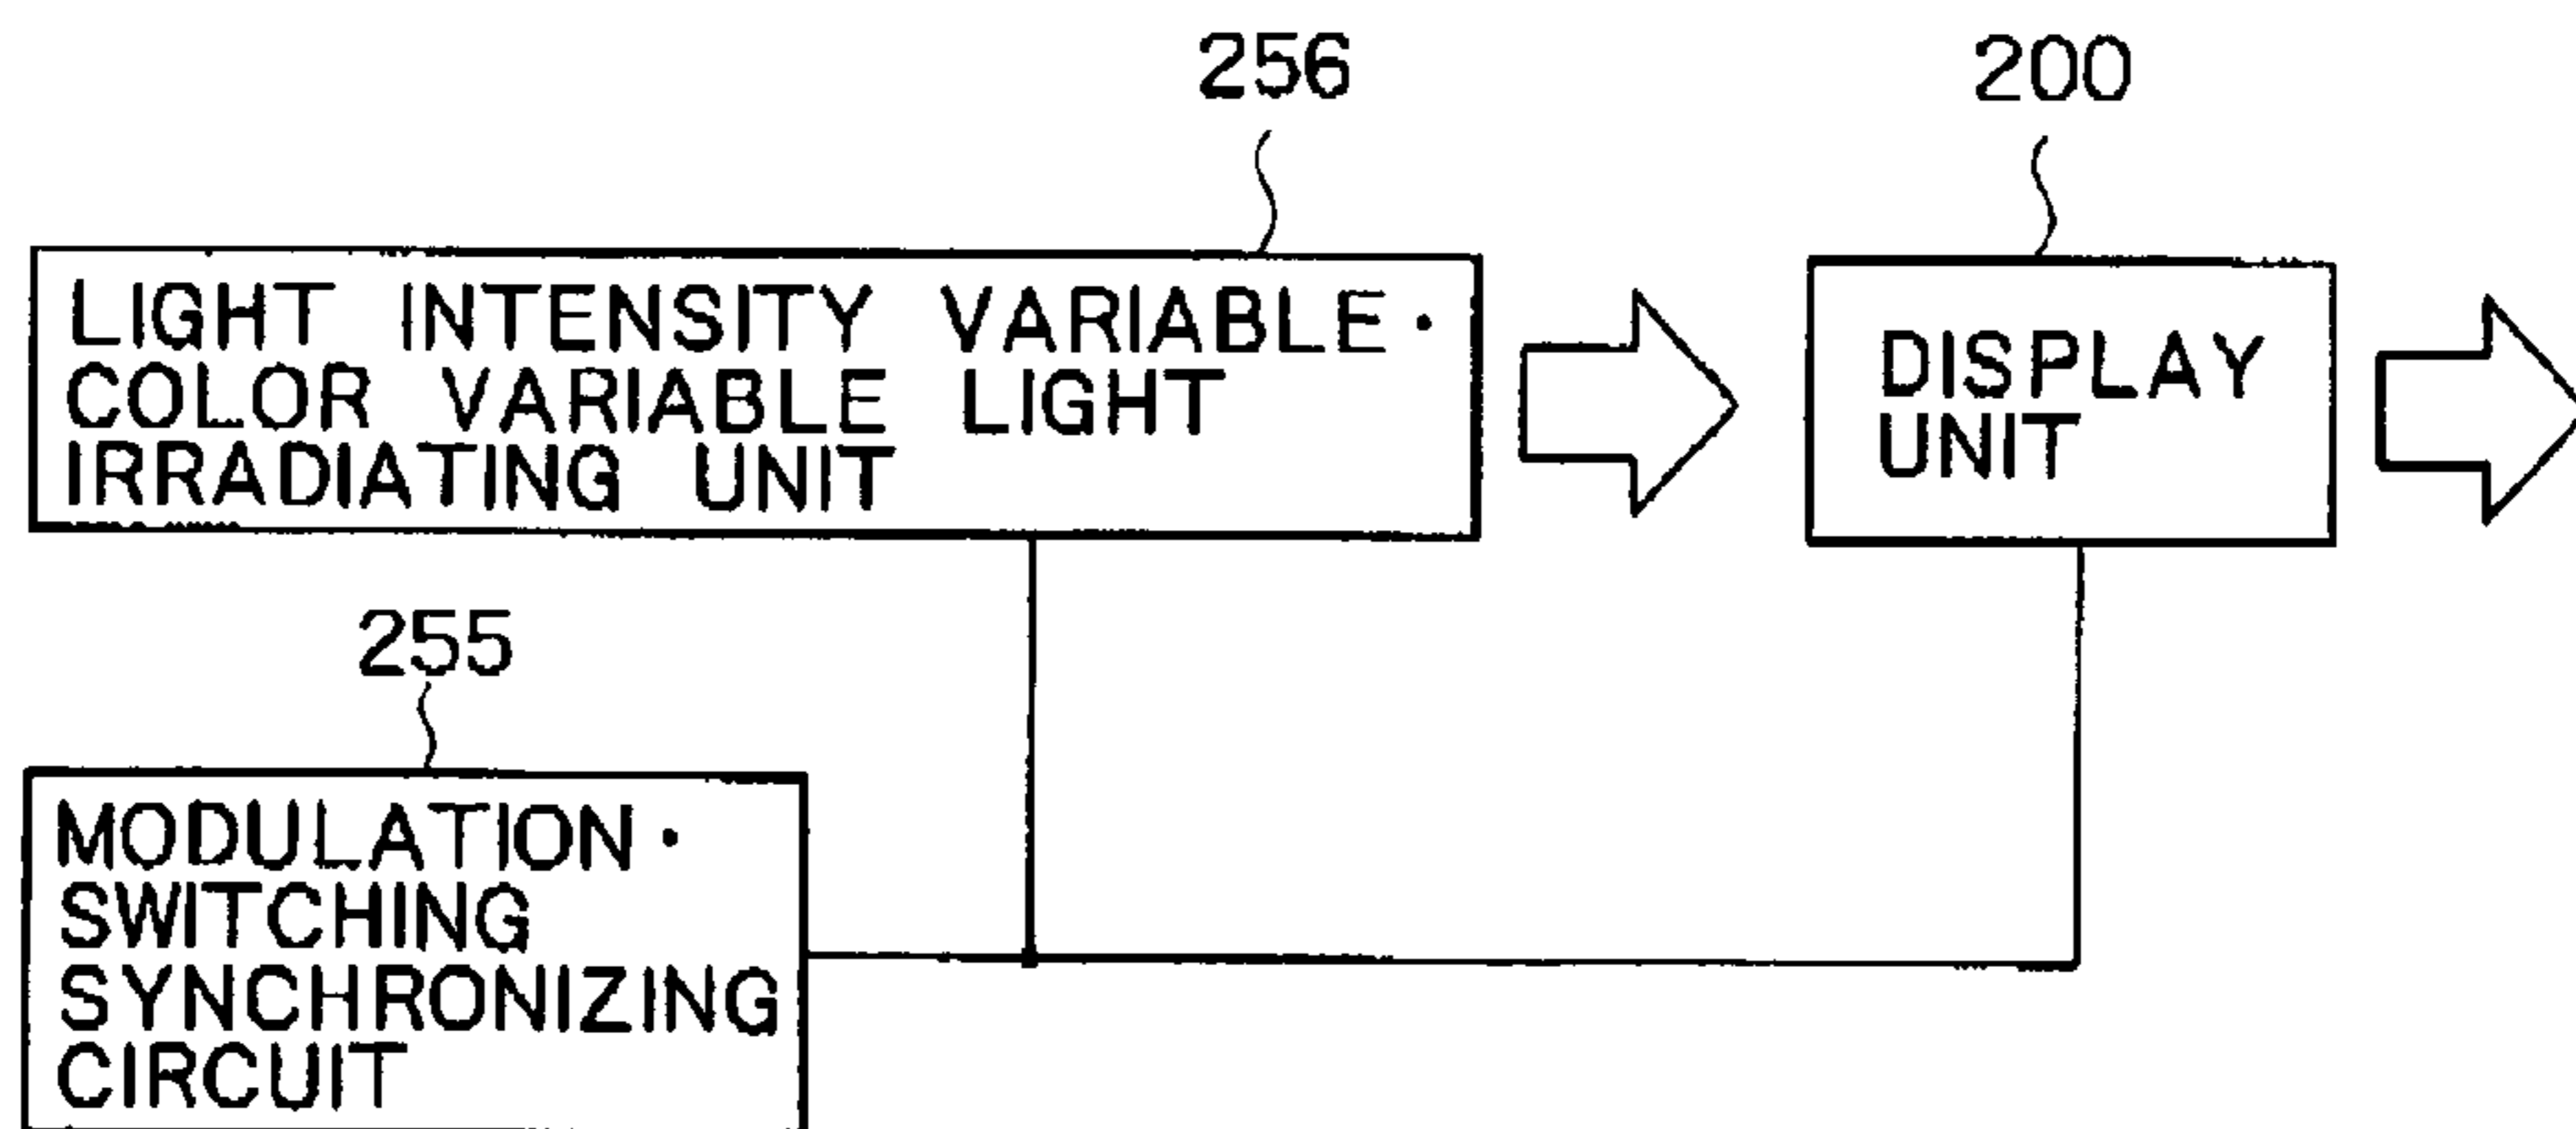 256
200
LIGHT INTENSITY VARIABLE·
COLOR VARIABLE LIGHT
IRRADIATING UNIT
DISPLAY
UNIT
255
MODULATION·
SWITCHING
SYNCHRONIZING
CIRCUIT